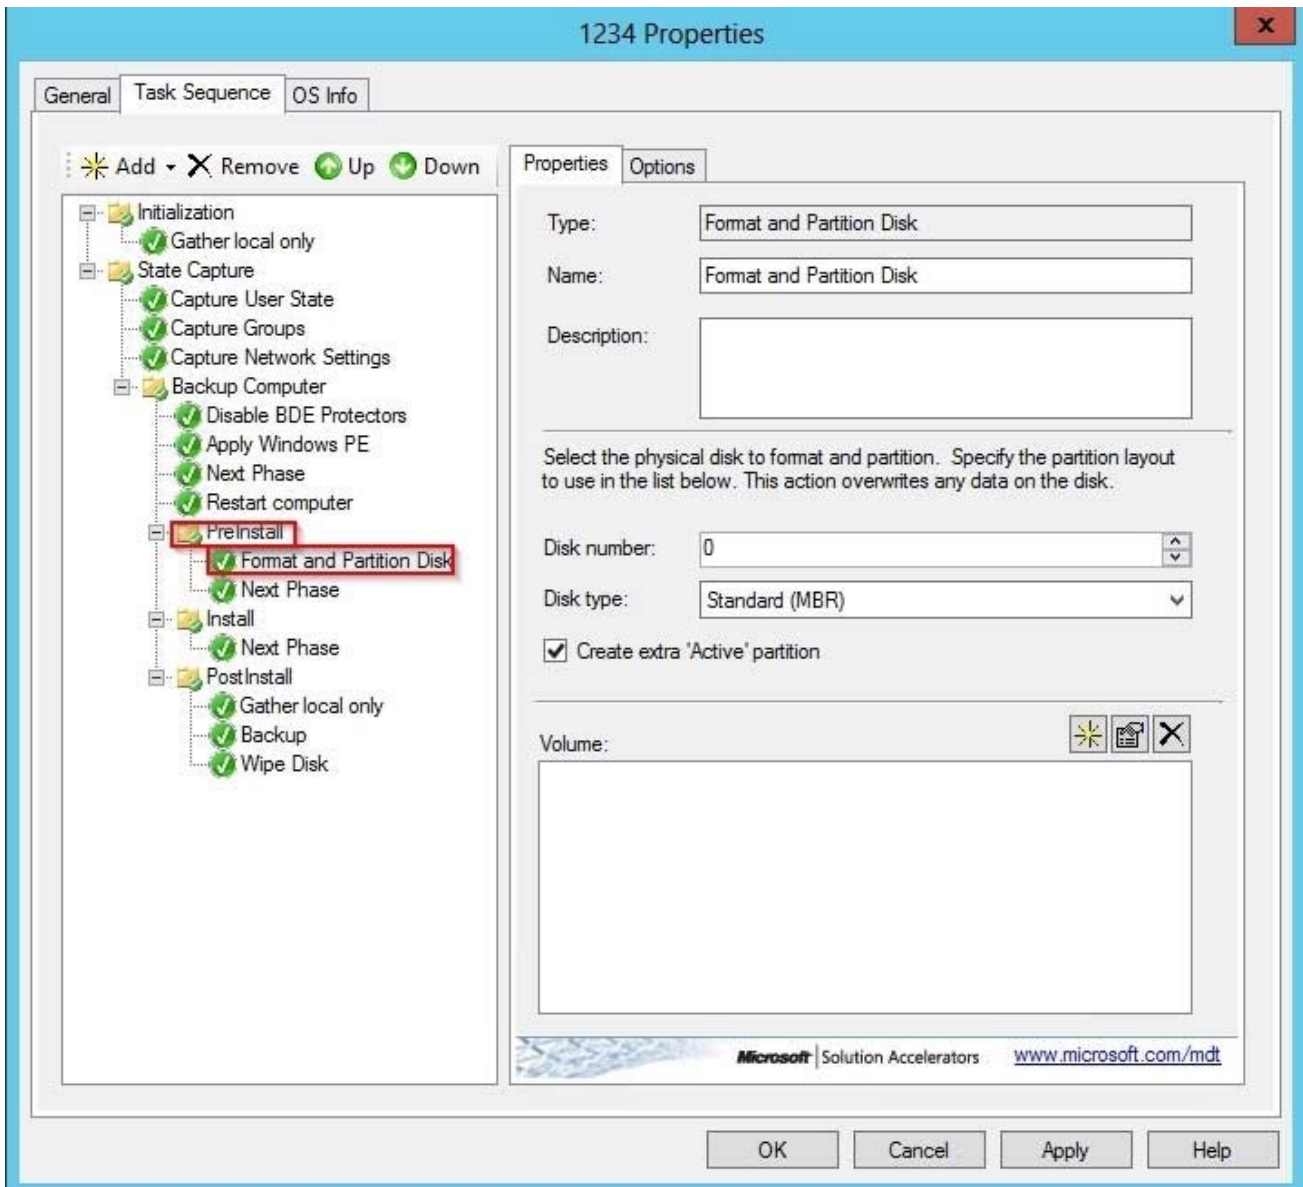 1234 Properties
x
General Task Sequence OS Info
Add Remove Up Down
Initialization
Gather local only
State Capture
Capture User State
Capture Groups
Capture Network Settings
Backup Computer
Disable BDE Protectors
Apply Windows PE
Next Phase
Restart computer
PreInstall
Format and Partition Disk
Next Phase
Install
Next Phase
PostInstall
Gather local only
Backup
Wipe Disk
Properties Options
Type: Format and Partition Disk
Name: Format and Partition Disk
Description:
Select the physical disk to format and partition. Specify the partition layout
to use in the list below. This action overwrites any data on the disk.
Disk number: 0
Disk type: Standard (MBR)
Create extra 'Active' partition
Volume:
Microsoft | Solution Accelerators www.microsoft.com/mdt
OK Cancel Apply Help